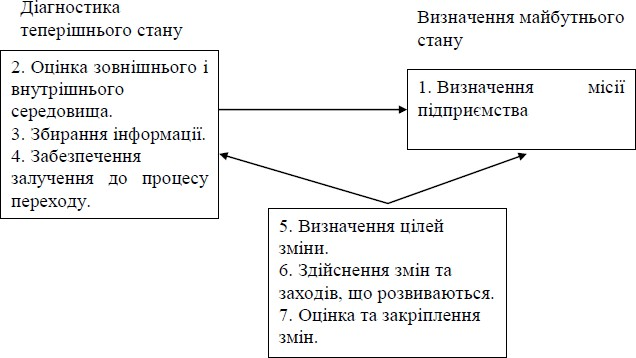 Діагностика
теперішнього стану
Визначення майбутнього
стану
2. Оцінка зовнішнього і
внутрішнього
середовища.
3. Збирання інформації.
4. Забезпечення
залучення до процесу
переходу.
1. Визначення місії
підприємства
5. Визначення цілей
зміни.
6. Здійснення змін та
заходів, що розвиваються.
7. Оцінка та закріплення
змін.